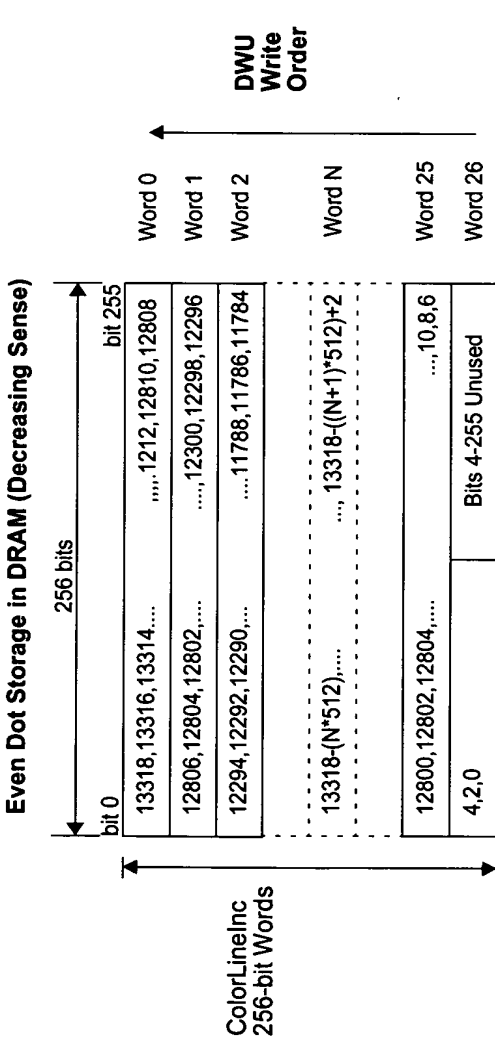 Even Dot Storage in DRAM (Decreasing Sense)
256 bits
bit 0
bit 255
13318,13316,13314.... ,,,,.1212,12810,12808 Word 0
12806,12804,12802,.... ....,12300,12298,12296 Word 1
12294,12292,12290,... ....11788,11786,11784 Word 2
13318-(N*512),.... ..., 13318-((N+1)*512)+2 Word N
12800,12802,12804,.... ...,10,8,6 Word 25
4,2,0 Bits 4-255 Unused Word 26
ColorLineInc
256-bit Words
DWU
Write
Order